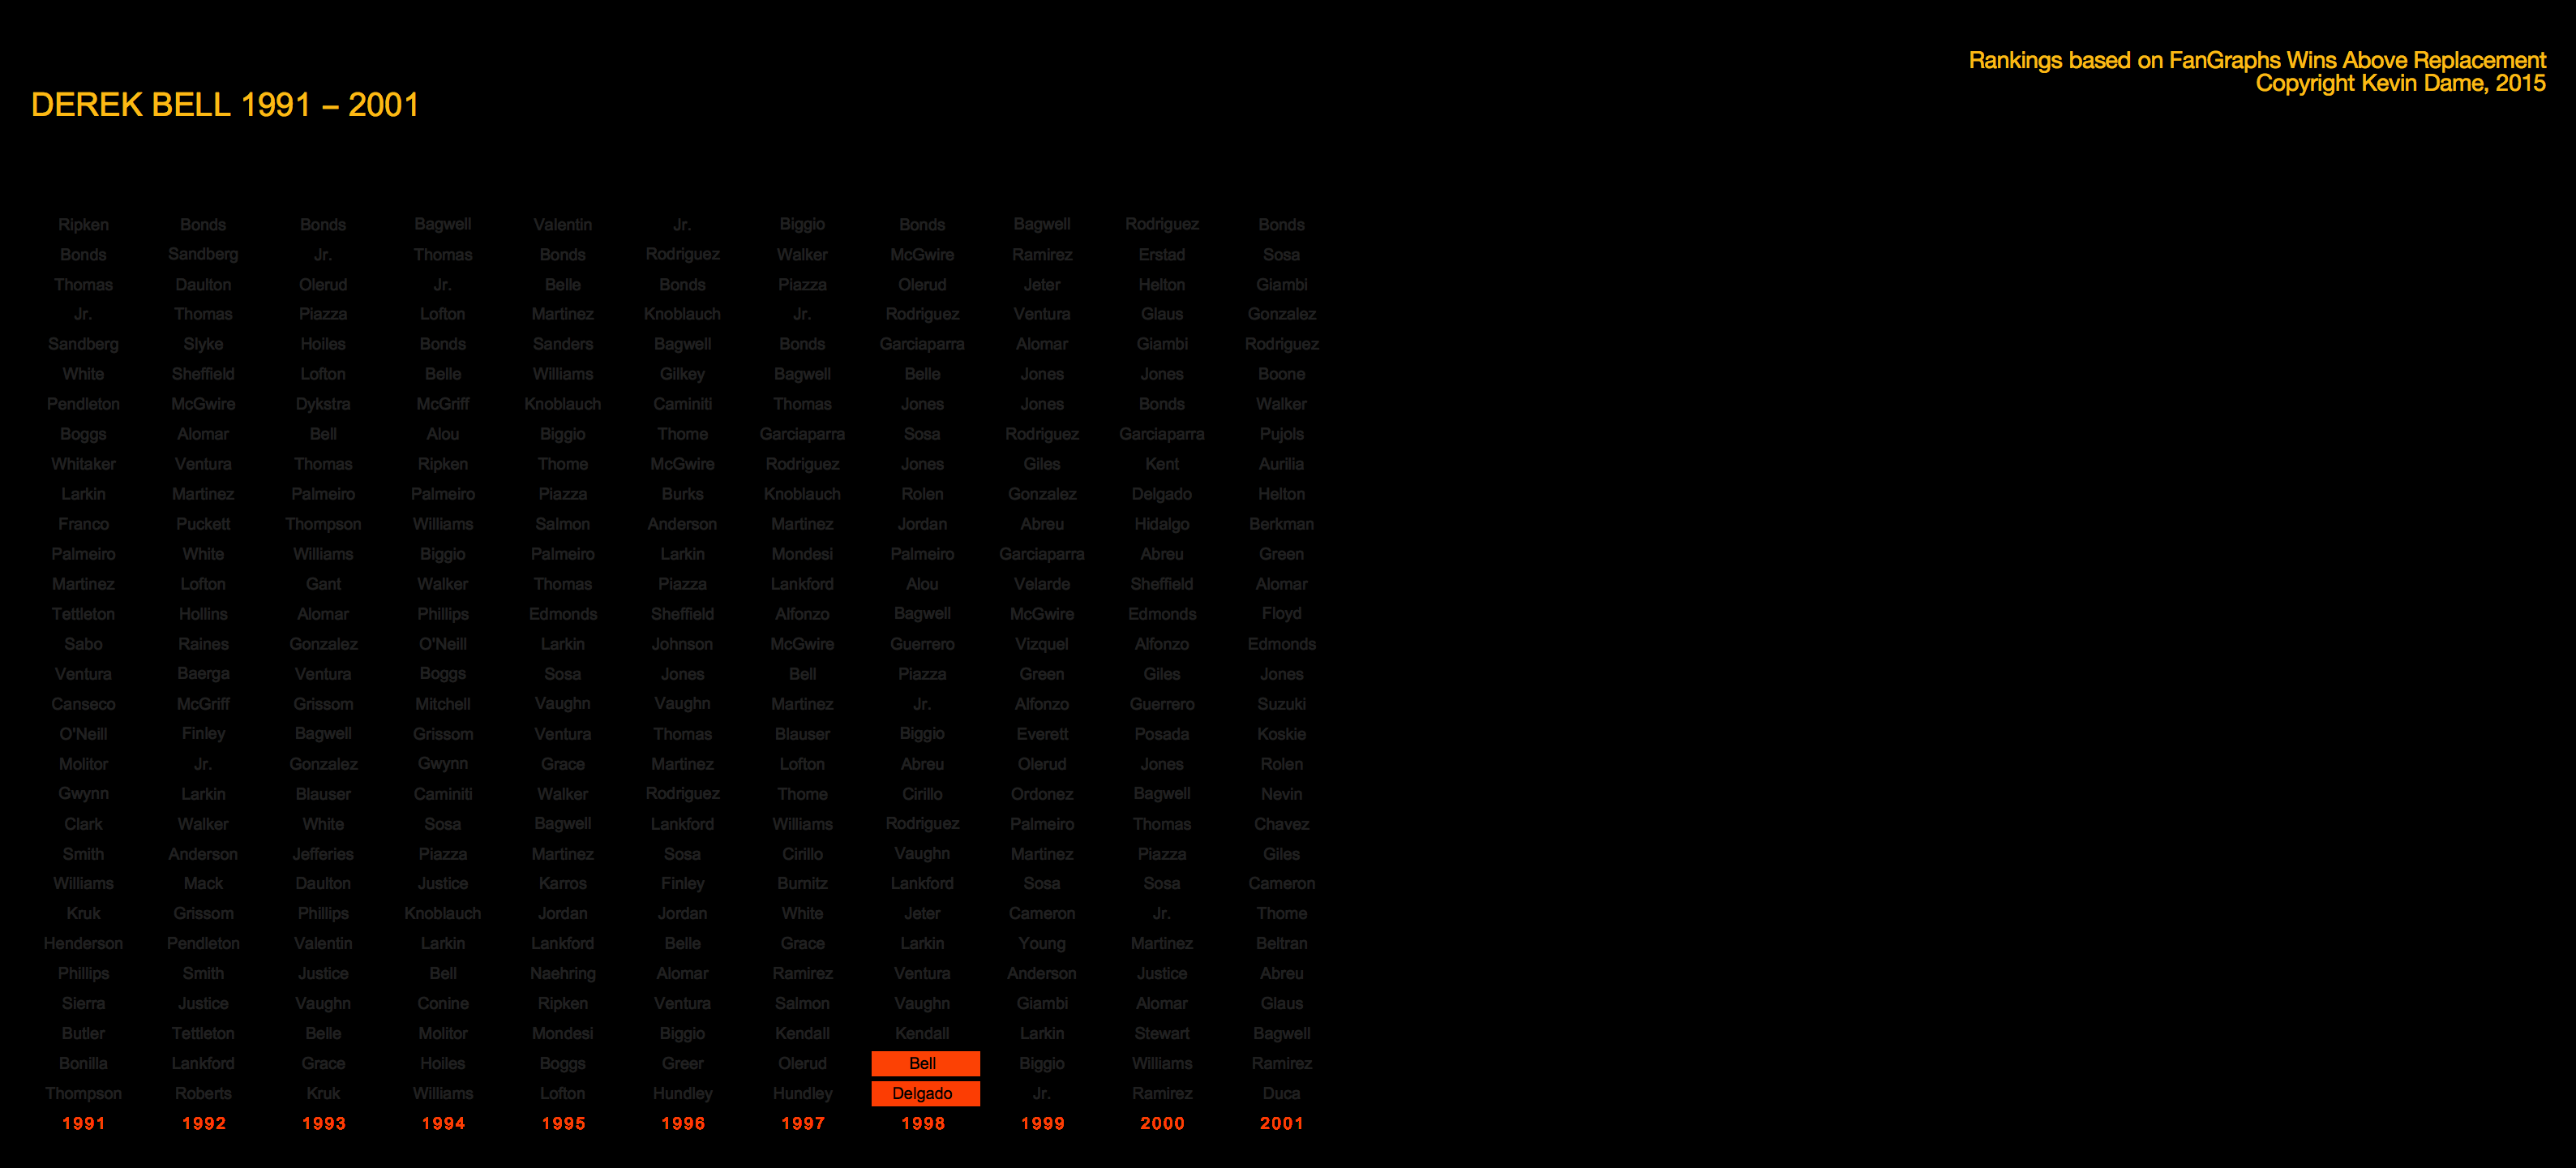 Rankings based on FanGraphs Wins Above Replacement
Copyright Kevin Dame, 2015
DEREK BELL 1991 – 2001
Ripken Bonds Bonds Bagwell Valentin Jr. Biggio Bonds Bagwell Rodriguez Bonds
Bonds Sandberg Jr. Thomas Bonds Rodriguez Walker McGwire Ramirez Erstad Sosa
Thomas Daulton Olerud Jr. Belle Bonds Piazza Olerud Jeter Helton Giambi
Jr. Thomas Piazza Lofton Martinez Knoblauch Jr. Rodriguez Ventura Glaus Gonzalez
Sandberg Slyke Hoiles Bonds Sanders Bagwell Bonds Garciaparra Alomar Giambi Rodriguez
White Sheffield Lofton Belle Williams Gilkey Bagwell Belle Jones Jones Boone
Pendleton McGwire Dykstra McGriff Knoblauch Caminiti Thomas Jones Jones Bonds Walker
Boggs Alomar Bell Alou Biggio Thome Garciaparra Sosa Rodriguez Garciaparra Pujols
Whitaker Ventura Thomas Ripken Thome McGwire Rodriguez Jones Giles Kent Aurilia
Larkin Martinez Palmeiro Palmeiro Piazza Burks Knoblauch Rolen Gonzalez Delgado Helton
Franco Puckett Thompson Williams Salmon Anderson Martinez Jordan Abreu Hidalgo Berkman
Palmeiro White Williams Biggio Palmeiro Larkin Mondesi Palmeiro Garciaparra Abreu Green
Martinez Lofton Gant Walker Thomas Piazza Lankford Alou Velarde Sheffield Alomar
Tettleton Hollins Alomar Phillips Edmonds Sheffield Alfonzo Bagwell McGwire Edmonds Floyd
Sabo Raines Gonzalez O'Neill Larkin Johnson McGwire Guerrero Vizquel Alfonzo Edmonds
Ventura Baerga Ventura Boggs Sosa Jones Bell Piazza Green Giles Jones
Canseco McGriff Grissom Mitchell Vaughn Vaughn Martinez Jr. Alfonzo Guerrero Suzuki
O'Neill Finley Bagwell Grissom Ventura Thomas Blauser Biggio Everett Posada Koskie
Molitor Jr. Gonzalez Gwynn Grace Martinez Lofton Abreu Olerud Jones Rolen
Gwynn Larkin Blauser Caminiti Walker Rodriguez Thome Cirillo Ordonez Bagwell Nevin
Clark Walker White Sosa Bagwell Lankford Williams Rodriguez Palmeiro Thomas Chavez
Smith Anderson Jefferies Piazza Martinez Sosa Cirillo Vaughn Martinez Piazza Giles
Williams Mack Daulton Justice Karros Finley Burnitz Lankford Sosa Sosa Cameron
Kruk Grissom Phillips Knoblauch Jordan Jordan White Jeter Cameron Jr. Thome
Henderson Pendleton Valentin Larkin Lankford Belle Grace Larkin Young Martinez Beltran
Phillips Smith Justice Bell Naehring Alomar Ramirez Ventura Anderson Justice Abreu
Sierra Justice Vaughn Conine Ripken Ventura Salmon Vaughn Giambi Alomar Glaus
Butler Tettleton Belle Molitor Mondesi Biggio Kendall Kendall Larkin Stewart Bagwell
Bonilla Lankford Grace Hoiles Boggs Greer Olerud Bell Biggio Williams Ramirez
Thompson Roberts Kruk Williams Lofton Hundley Hundley Delgado Jr. Ramirez Duca
1991 1992 1993 1994 1995 1996 1997 1998 1999 2000 2001